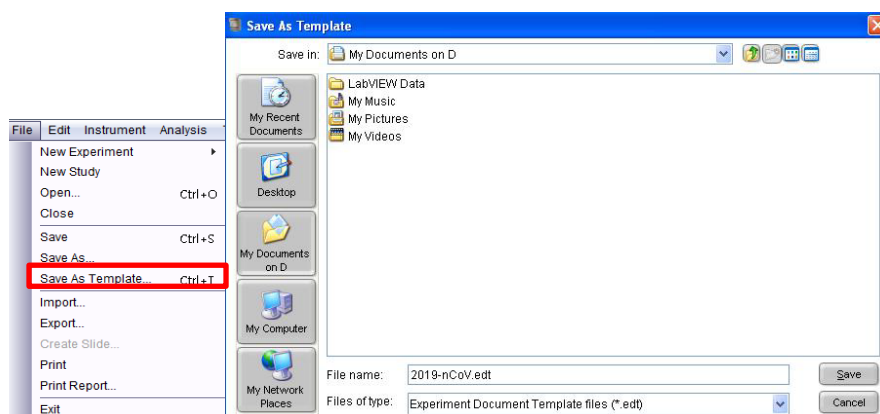 Save As Template
Save in: My Documents on D
LabVIEW Data
My Music
My Pictures
My Videos
My Recent
Documents
Desktop
My Documents
on D
My Computer
My Network
Places
File name: 2019-nCoV.edt
Save
Files of type: Experiment Document Template files (*.edt)
Cancel
File Edit Instrument Analysis
New Experiment
New Study
Open... Ctrl+O
Close
Save Ctrl+S
Save As...
Save As Template... Ctrl+T
Import...
Export...
Create Slide...
Print
Print Report...
Exit